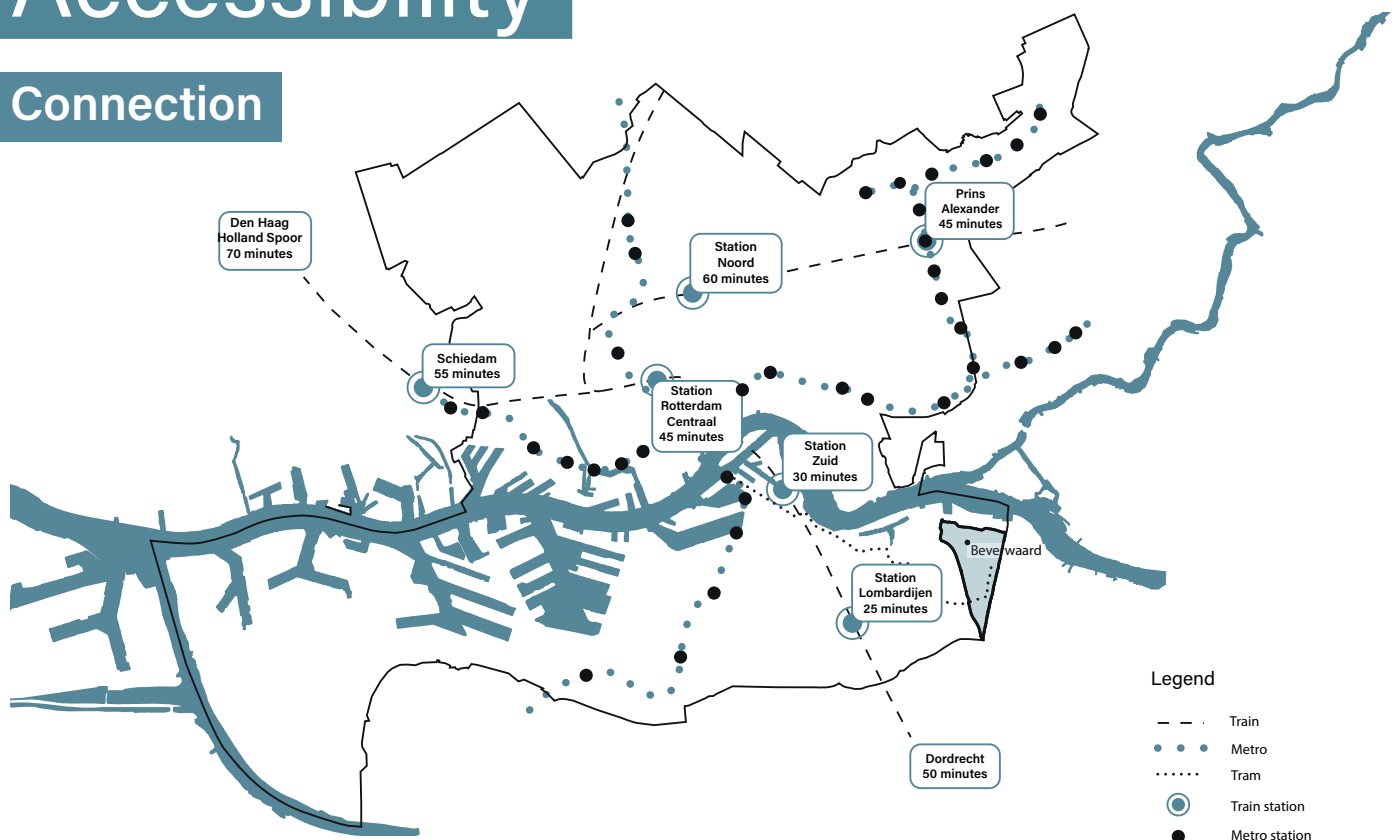 Accessibility
Connection
Den Haag
Holland Spoor
70 minutes
Station
Noord
60 minutes
Prins
Alexander
45 minutes
Schiedam
55 minutes
Station
Rotterdam
Centraal
45 minutes
Station
Zuid
30 minutes
Beverwaard
Station
Lombardijen
25 minutes
Dordrecht
50 minutes
Legend
Train
Metro
Tram
Train station
Metro station